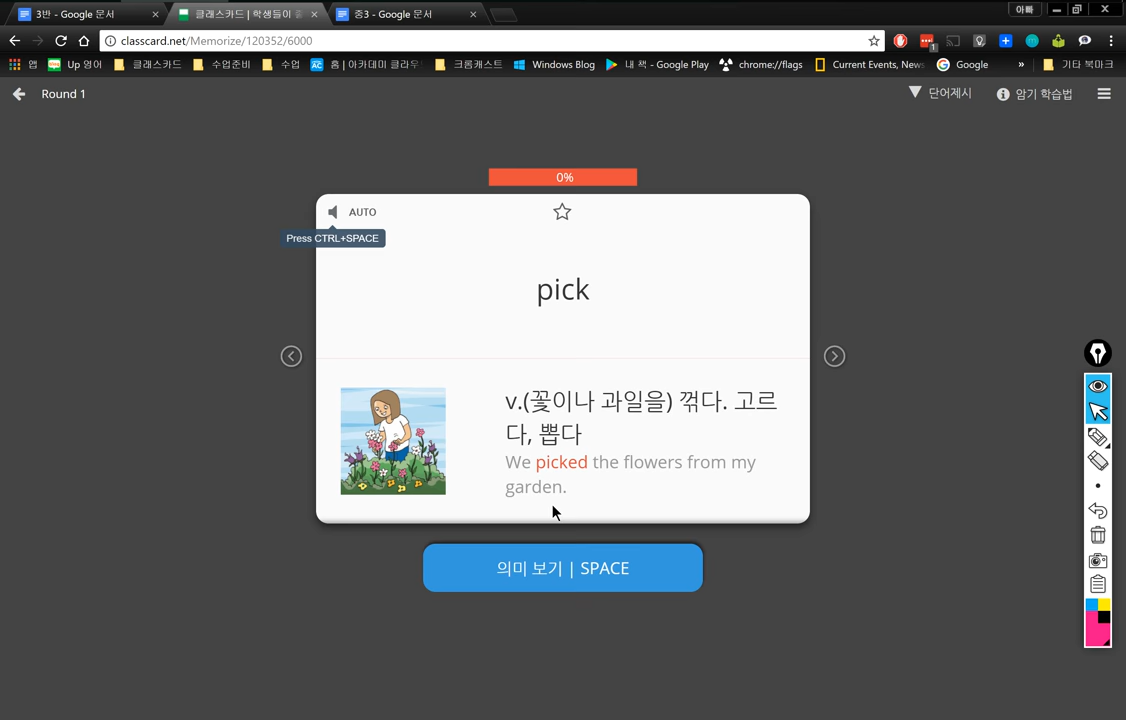 3반 - Google 문서
클래스카드 | 학생들이 좋
중3 - Google 문서
아빠
classcard.net/Memorize/120352/6000
앱
Up 영어
클래스카드
수업준비
수업
홈 | 아카데미 클라우
크롬캐스트
Windows Blog
내 책 - Google Play
chrome://flags
Current Events, News
Google
»
기타 북마크
Round 1
단어제시
암기 학습법
0%
AUTO
Press CTRL+SPACE
pick
v.(꽃이나 과일을) 꺾다. 고르
다, 뽑다
We picked the flowers from my
garden.
의미 보기 | SPACE